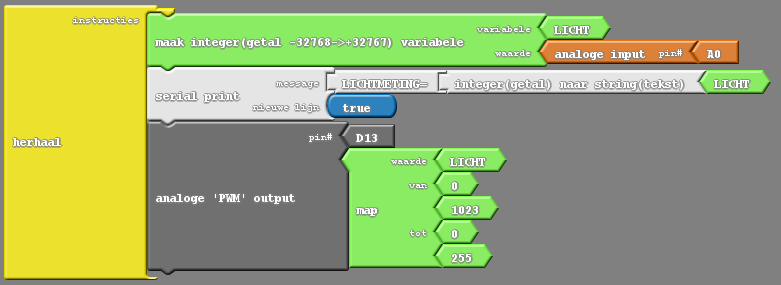 instructies
maak integer(getal -32768->+32767) variabele
variabele LICHT
waarde analoge input pin# A0
serial print
message LICHTMETING= integer(getal) naar string(tekst) LICHT
nieuwe lijn true
herhaal
analoge 'PWM' output
pin# D13
map
waarde LICHT
van 0
1023
tot 0
255